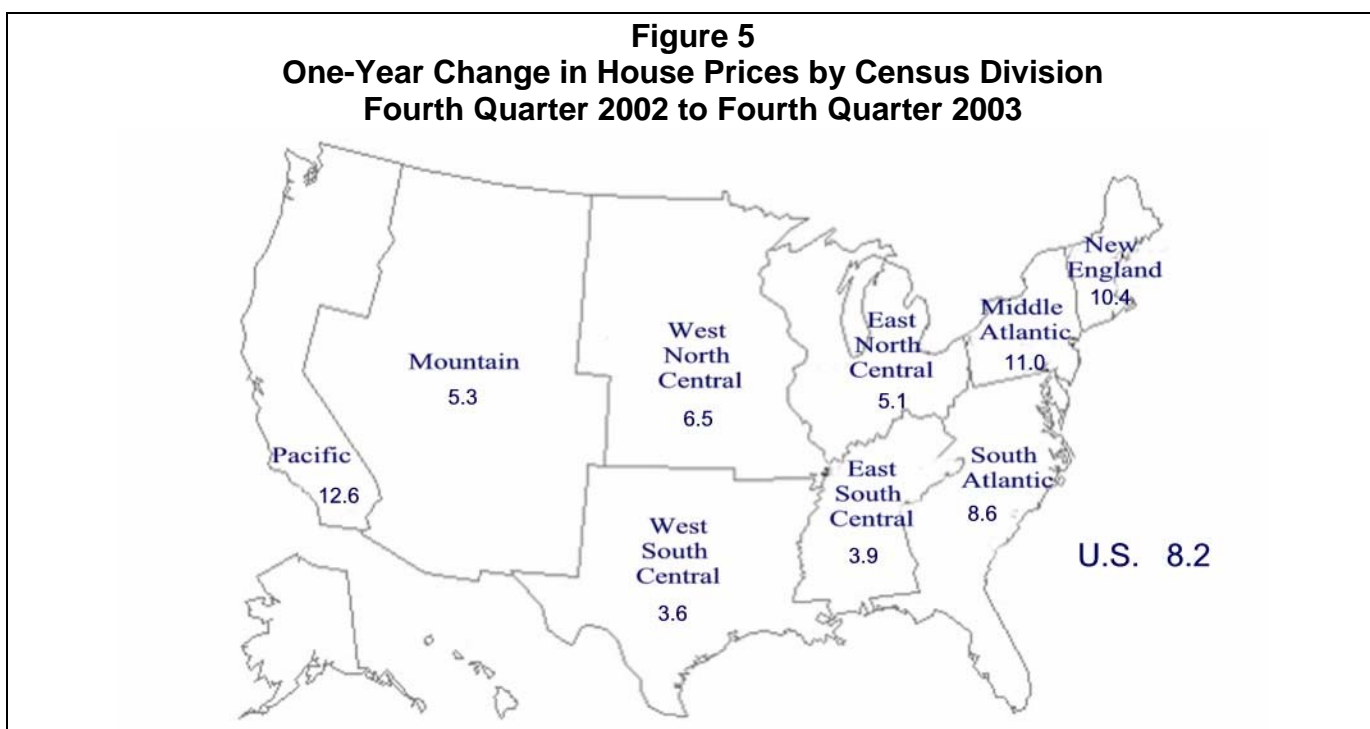 Figure 5
One-Year Change in House Prices by Census Division
Fourth Quarter 2002 to Fourth Quarter 2003
New
England
10.4
Middle
Atlantic
11.0
East
North
Central
5.1
West
North
Central
6.5
Mountain
5.3
Pacific
12.6
South
Atlantic
8.6
East
South
Central
3.9
West
South
Central
3.6
U.S. 8.2